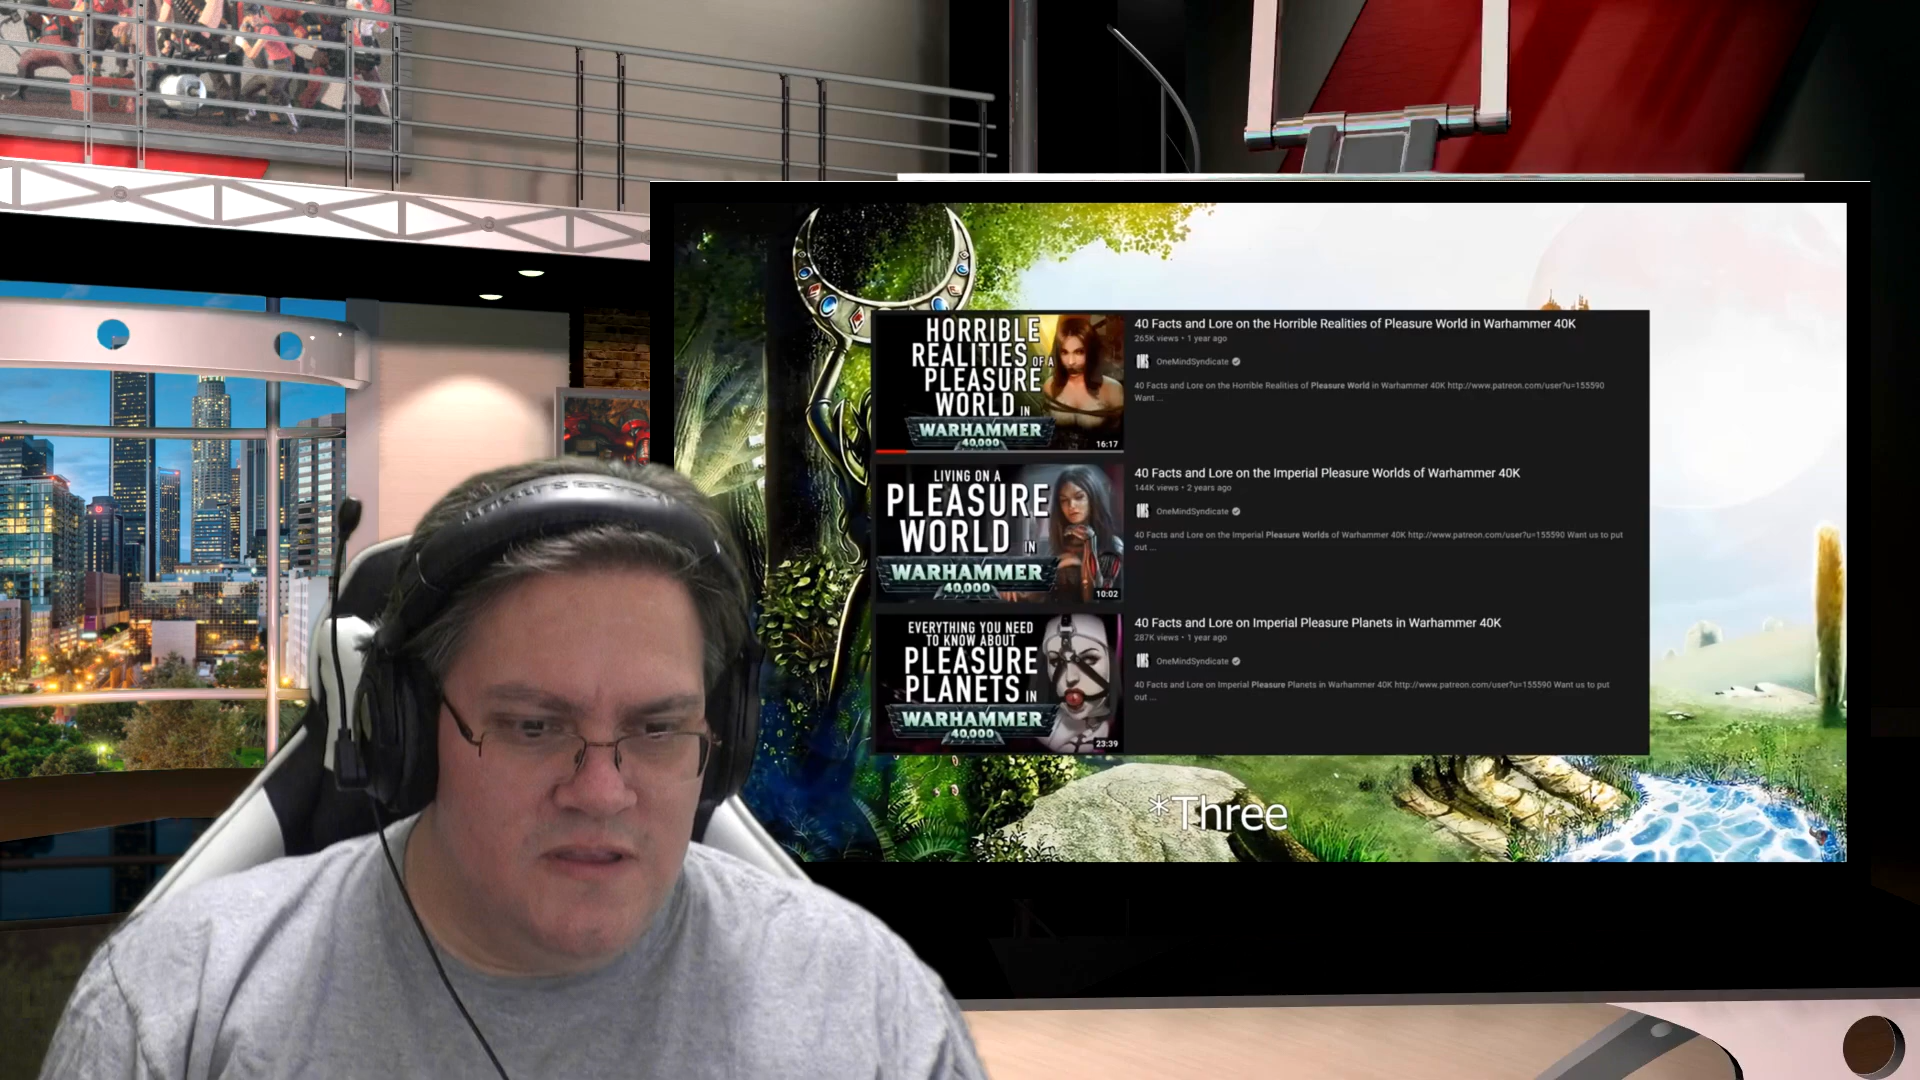 HORRIBLE
REALITIES OF A
PLEASURE
WORLD IN
WARHAMMER
40,000
16:17
40 Facts and Lore on the Horrible Realities of Pleasure World in Warhammer 40K
265K views • 1 year ago
OMS OneMindSyndicate
40 Facts and Lore on the Horrible Realities of Pleasure World in Warhammer 40K http://www.patreon.com/user?u=155590
Want ...
LIVING ON A
PLEASURE
WORLD IN
WARHAMMER
40,000
10:02
40 Facts and Lore on the Imperial Pleasure Worlds of Warhammer 40K
144K views • 2 years ago
OMS OneMindSyndicate
40 Facts and Lore on the Imperial Pleasure Worlds of Warhammer 40K http://www.patreon.com/user?u=155590 Want us to put
out ...
EVERYTHING YOU NEED
TO KNOW ABOUT
PLEASURE
PLANETS IN
WARHAMMER
40,000
23:39
40 Facts and Lore on Imperial Pleasure Planets in Warhammer 40K
287K views • 1 year ago
OMS OneMindSyndicate
40 Facts and Lore on Imperial Pleasure Planets in Warhammer 40K http://www.patreon.com/user?u=155590 Want us to put
out ...
*Three